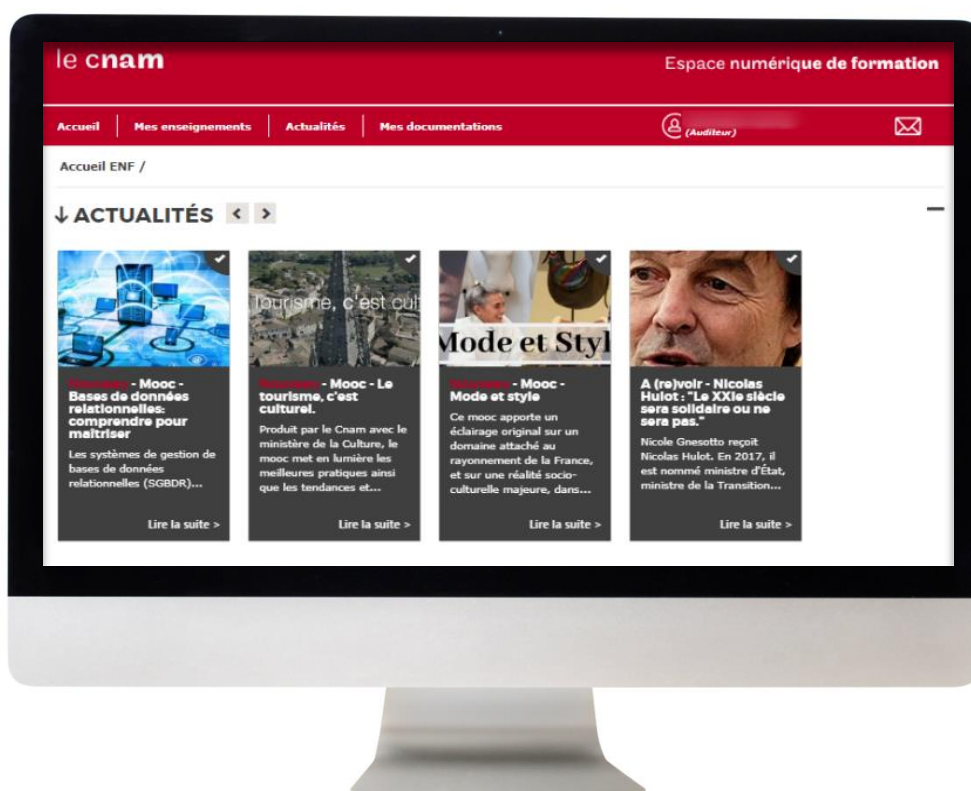 le cnam
Espace numérique de formation
Accueil
Mes enseignements
Actualités
Mes documentations
(Auditeur)
Accueil ENF /
ACTUALITÉS
Nouveau - Mooc -
Bases de données
relationnelles:
comprendre pour
maîtriser
Les systèmes de gestion de
bases de données
relationnelles (SGBDR)...
Lire la suite >
Tourisme, c'est cul
Nouveau - Mooc - Le
tourisme, c'est
culturel.
Produit par le Cnam avec le
ministère de la Culture, le
mooc met en lumière les
meilleures pratiques ainsi
que les tendances et...
Lire la suite >
Mode et Styl
Nouveau - Mooc -
Mode et style
Ce mooc apporte un
éclairage original sur un
domaine attaché au
rayonnement de la France,
et sur une réalité socio-
culturelle majeure, dans...
Lire la suite >
A (re)voir - Nicolas
Hulot : "Le XXIe siècle
sera solidaire ou ne
sera pas."
Nicole Gnesotto reçoit
Nicolas Hulot. En 2017, il
est nommé ministre d'État,
ministre de la Transition...
Lire la suite >